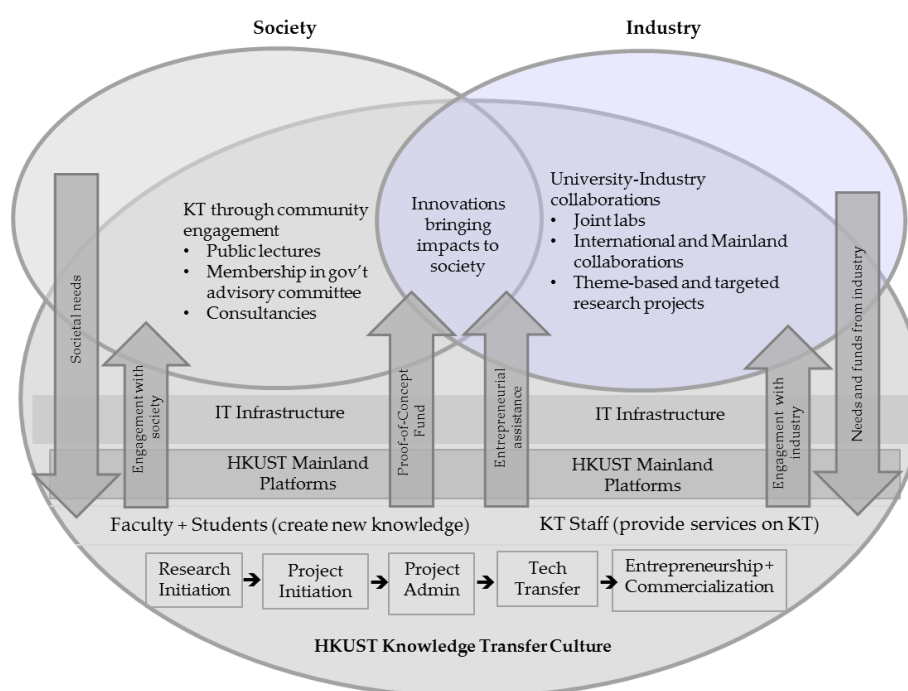 Society
Industry
KT through community
engagement
• Public lectures
• Membership in gov't
advisory committee
• Consultancies
Innovations
bringing
impacts to
society
University-Industry
collaborations
• Joint labs
• International and Mainland
collaborations
• Theme-based and targeted
research projects
Societal needs
Engagement with
society
Proof-of-Concept
Fund
Entrepreneurial
assistance
Engagement with
industry
Needs and funds from industry
IT Infrastructure
IT Infrastructure
HKUST Mainland
Platforms
HKUST Mainland
Platforms
Faculty + Students (create new knowledge)
KT Staff (provide services on KT)
Research
Initiation
Project
Initiation
Project
Admin
Tech
Transfer
Entrepreneurship +
Commercialization
HKUST Knowledge Transfer Culture